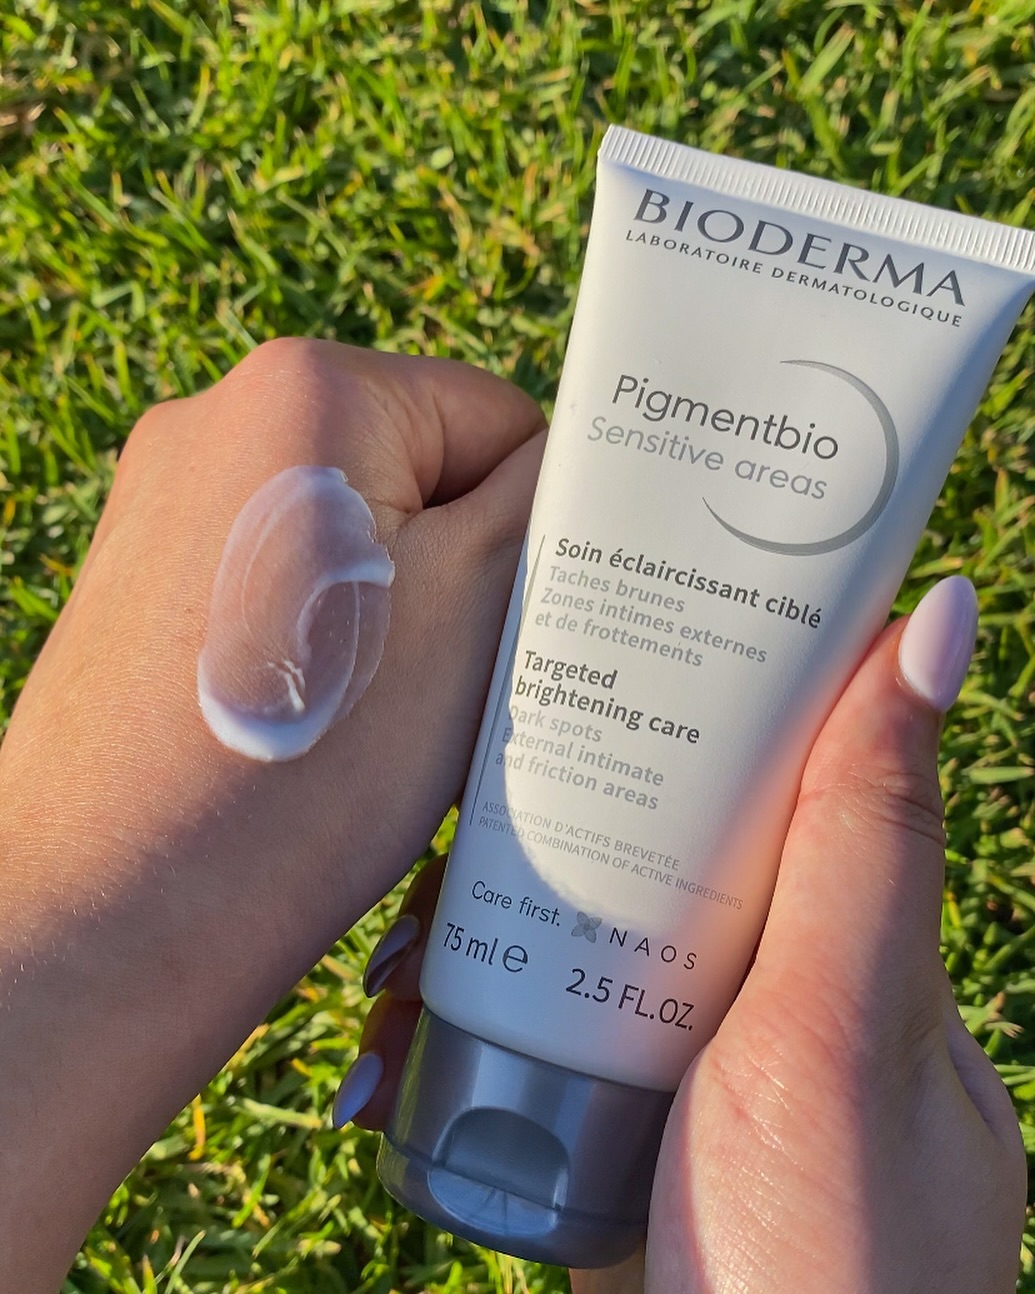 BIODERMA
LABORATOIRE DERMATOLOGIQUE
Pigmentbio
Sensitive areas
Soin éclaircissant ciblé
Taches brunes
Zones intimes externes
et de frottements
Targeted
brightening care
Dark spots
External intimate
and friction areas
ASSOCIATION D'ACTIFS BREVETÉE
PATENTED COMBINATION OF ACTIVE INGREDIENTS
Care first. NAOS
75 ml e 2.5 FL.OZ.